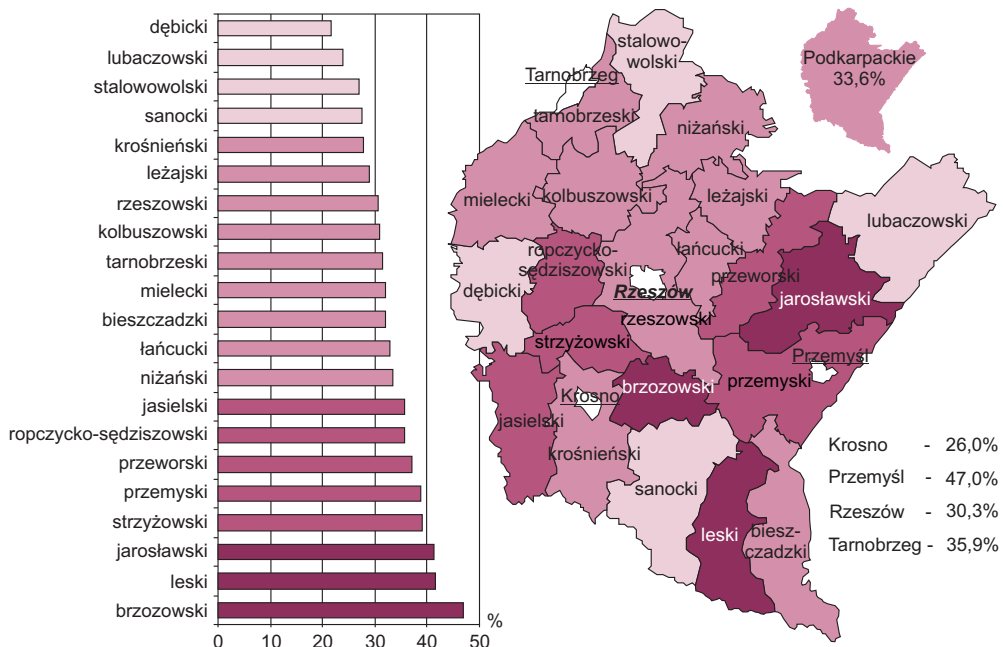 dębicki
lubaczowski
stalowowolski
sanocki
krośnieński
leżajski
rzeszowski
kolbuszowski
tarnobrzeski
mielecki
bieszczadzki
łańcucki
niżański
jasielski
ropczycko-sędziszowski
przeworski
przemyski
strzyżowski
jarosławski
leski
brzozowski
%
0 10 20 30 40 50
stalowo-
wolski
Tarnobrzeg
tarnobrzeski
niżański
mielecki
kolbuszowski
leżajski
lubaczowski
ropczycko-
sędziszowski
łańcucki
przeworski
dębicki
Rzeszów
jarosławski
rzeszowski
strzyżowski
Przemyśl
przemyski
brzozowski
Krosno
jasielski
krośnieński
sanocki
leski
biesz-
czadzki
Podkarpackie
33,6%
Krosno - 26,0%
Przemyśl - 47,0%
Rzeszów - 30,3%
Tarnobrzeg - 35,9%